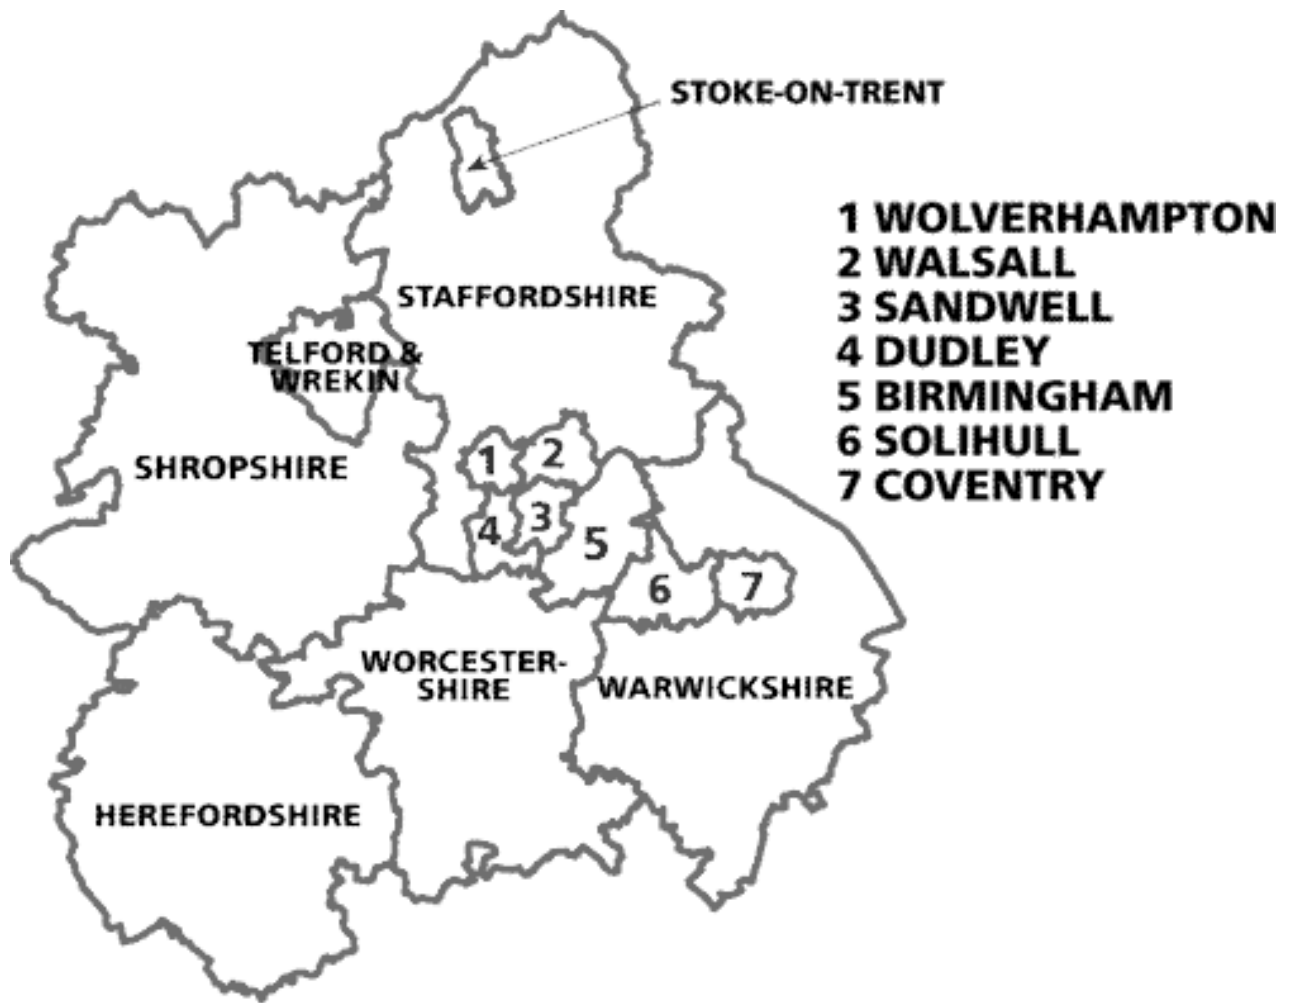 STOKE-ON-TRENT
1 WOLVERHAMPTON
2 WALSALL
3 SANDWELL
4 DUDLEY
5 BIRMINGHAM
6 SOLIHULL
7 COVENTRY
STAFFORDSHIRE
TELFORD &
WREKIN
SHROPSHIRE
1
2
3
4
5
6
7
WORCESTER-
SHIRE
WARWICKSHIRE
HEREFORDSHIRE